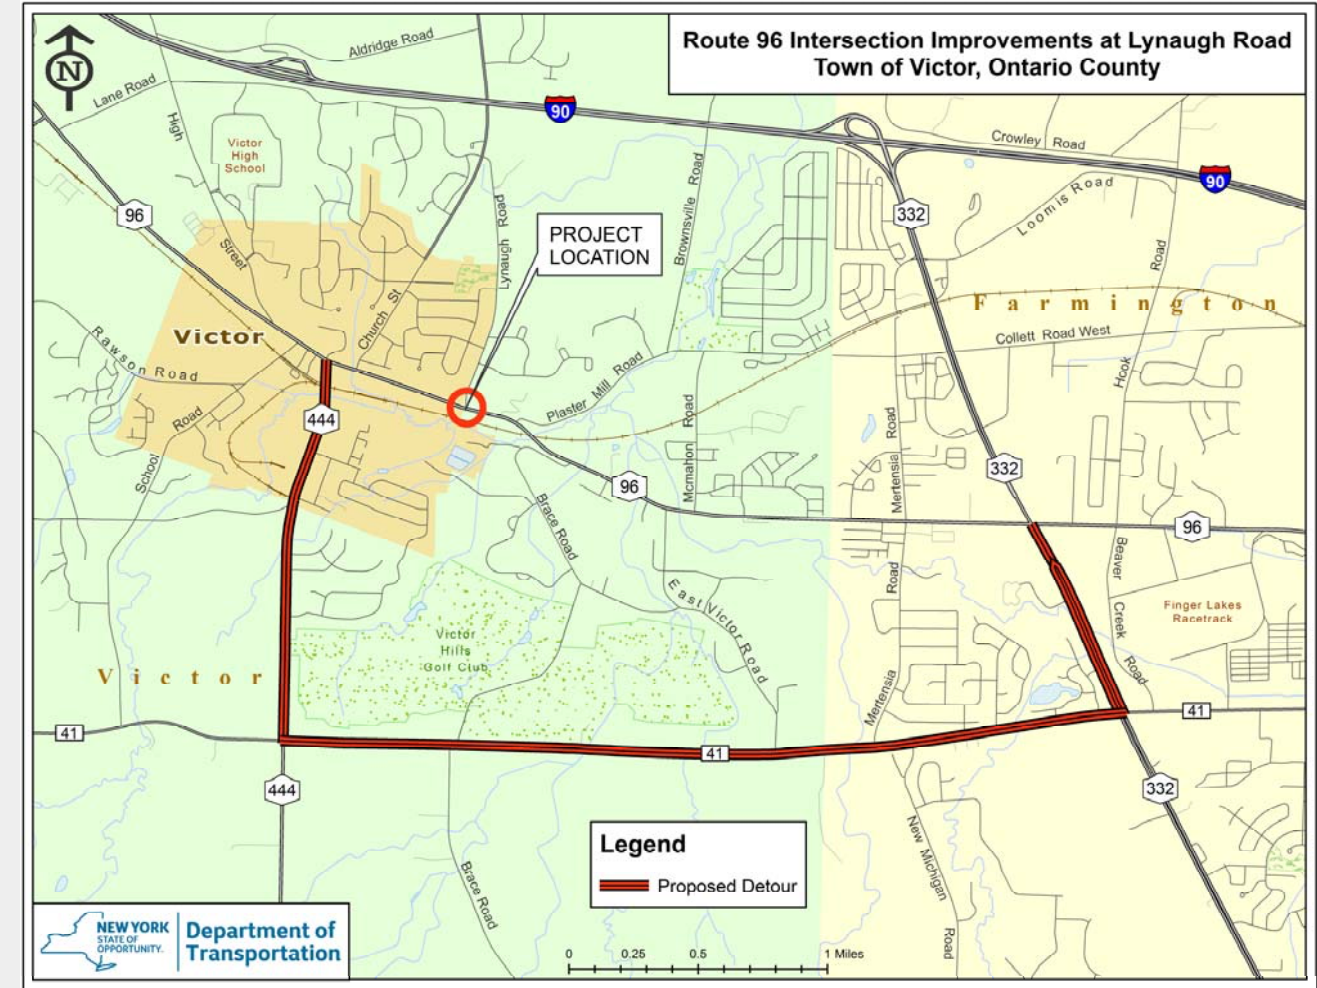 Route 96 Intersection Improvements at Lynaugh Road
Town of Victor, Ontario County
N
Aldridge Road
Lane Road
High
Street
Victor
High
School
90
Crowley Road
90
Loomis Road
96
332
Lynaugh Road
Brownsville Road
PROJECT
LOCATION
Hook
Road
Farmington
Church St
Victor
Collett Road West
Rawson Road
Plaster Mill Road
444
School
Road
Mcmahon Road
Mertensia Road
332
96
Brace Road
96
Beaver
Creek
Road
East Victor Road
Road
Mertensia
Finger Lakes
Racetrack
Victor
Hills
Golf Club
Victor
41
41
41
444
332
New Michigan
Road
Brace Road
Legend
Proposed Detour
NEW YORK
STATE OF
OPPORTUNITY.
Department of
Transportation
0 0.25 0.5 1 Miles